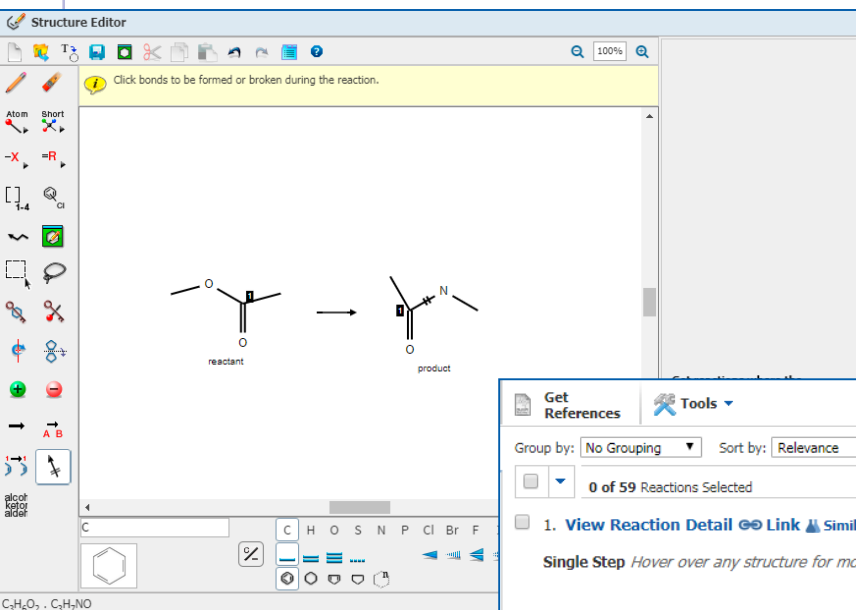 Structure Editor
100%
Click bonds to be formed or broken during the reaction.
Atom
Short
-X
=R
1-4
Cl
A B
1 1
alcoh
ketor
alder
O
1
O
reactant
1
N
O
product
Get References
Tools
Group by: No Grouping Sort by: Relevance
0 of 59 Reactions Selected
1. View Reaction Detail Link Simil
Single Step Hover over any structure for mo
C
C H O S N P Cl Br F
n
C₃H₆O₂ . C₃H₇NO